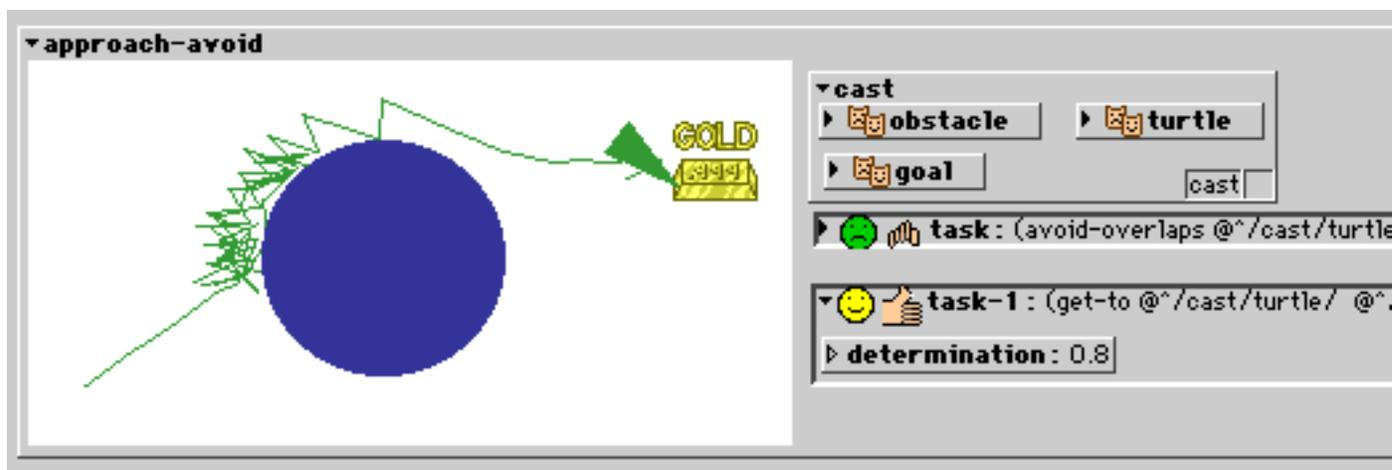 approach-avoid
GOLD
.999
cast
obstacle
turtle
goal
cast
task: (avoid-overlaps @^/cast/turtle
task-1: (get-to @^/cast/turtle/ @^.
determination: 0.8